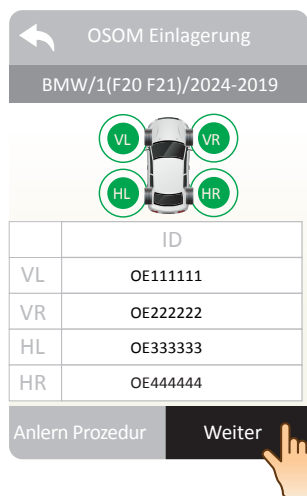 OSOM Einlagerung
BMW/1(F20 F21)/2024-2019
VL VR
HL HR
ID
VL OE111111
VR OE222222
HL OE333333
HR OE444444
Anlern Prozedur Weiter